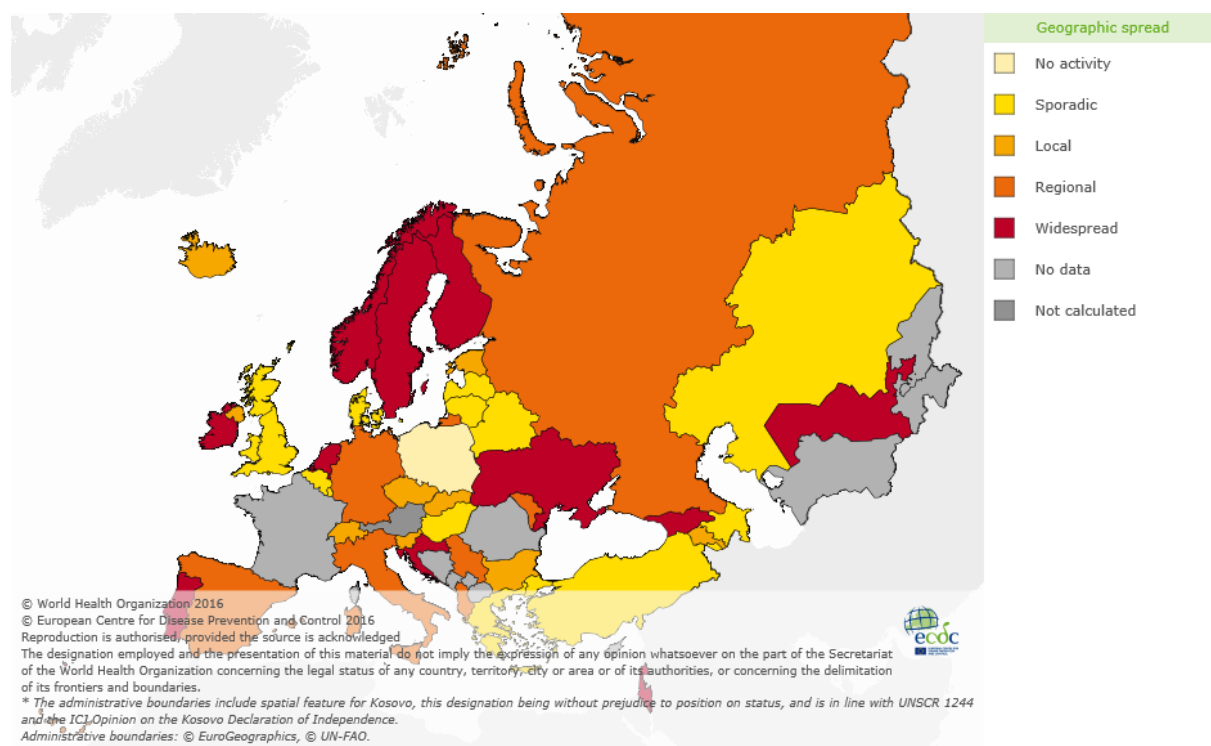 Geographic spread
No activity
Sporadic
Local
Regional
Widespread
No data
Not calculated
© World Health Organization 2016
© European Centre for Disease Prevention and Control 2016
Reproduction is authorised, provided the source is acknowledged
The designation employed and the presentation of this material do not imply the expression of any opinion whatsoever on the part of the Secretariat
of the World Health Organization concerning the legal status of any country, territory, city or area or of its authorities, or concerning the delimitation
of its frontiers and boundaries.
* The administrative boundaries include spatial feature for Kosovo, this designation being without prejudice to position on status, and is in line with UNSCR 1244
and the ICJ Opinion on the Kosovo Declaration of Independence.
Administrative boundaries: © EuroGeographics, © UN-FAO.
ecdc